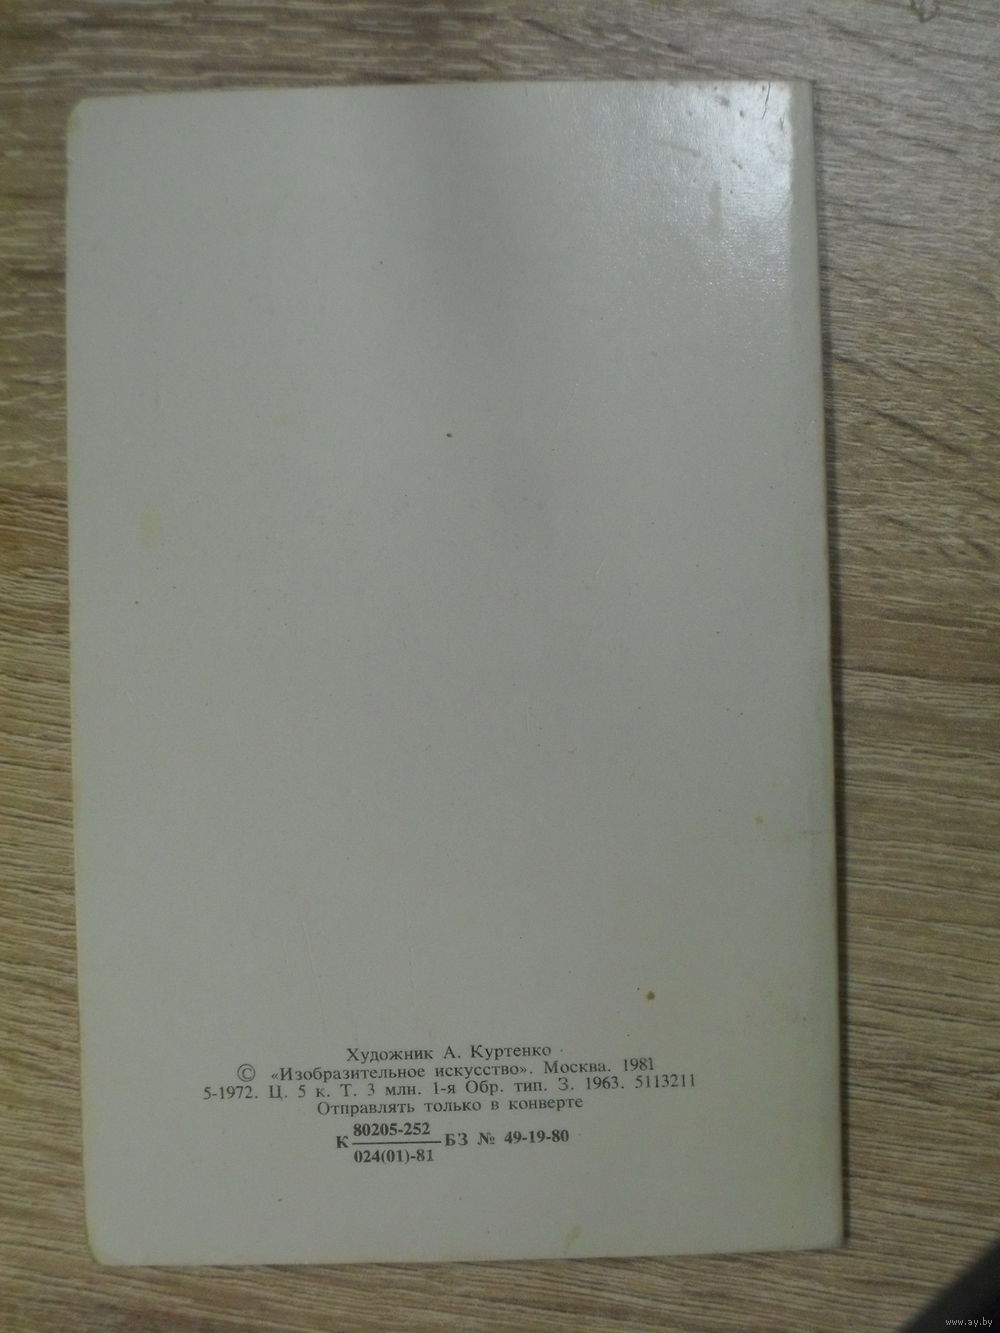 Художник А. Куртенко
© «Изобразительное искусство». Москва. 1981
5-1972. Ц. 5 к. Т. 3 млн. 1-я Обр. тип. З. 1963. 5113211
Отправлять только в конверте
К 80205-252 БЗ № 49-19-80
024(01)-81
www.ay.by